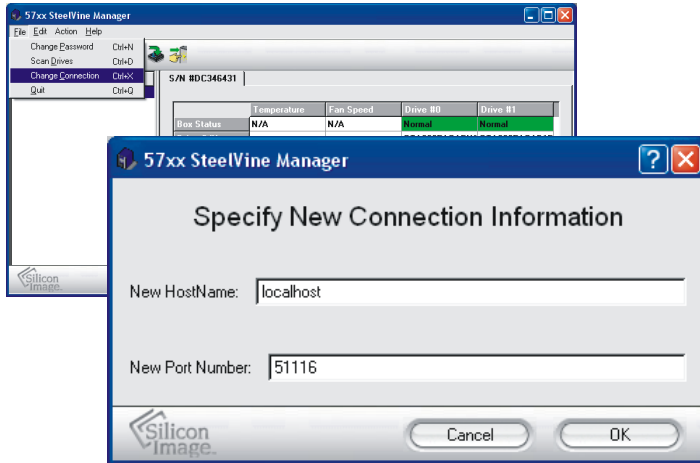 57xx SteelVine Manager
File Edit Action Help
Change Password Ctrl+N
Scan Drives Ctrl+D
Change Connection Ctrl+X
Quit Ctrl+Q
S/N #DC346431
Temperature Fan Speed Drive #0 Drive #1
Box Status N/A N/A Normal Normal
Silicon
Image.
57xx SteelVine Manager
Specify New Connection Information
New HostName: localhost
New Port Number: 51116
Silicon
Image.
Cancel OK